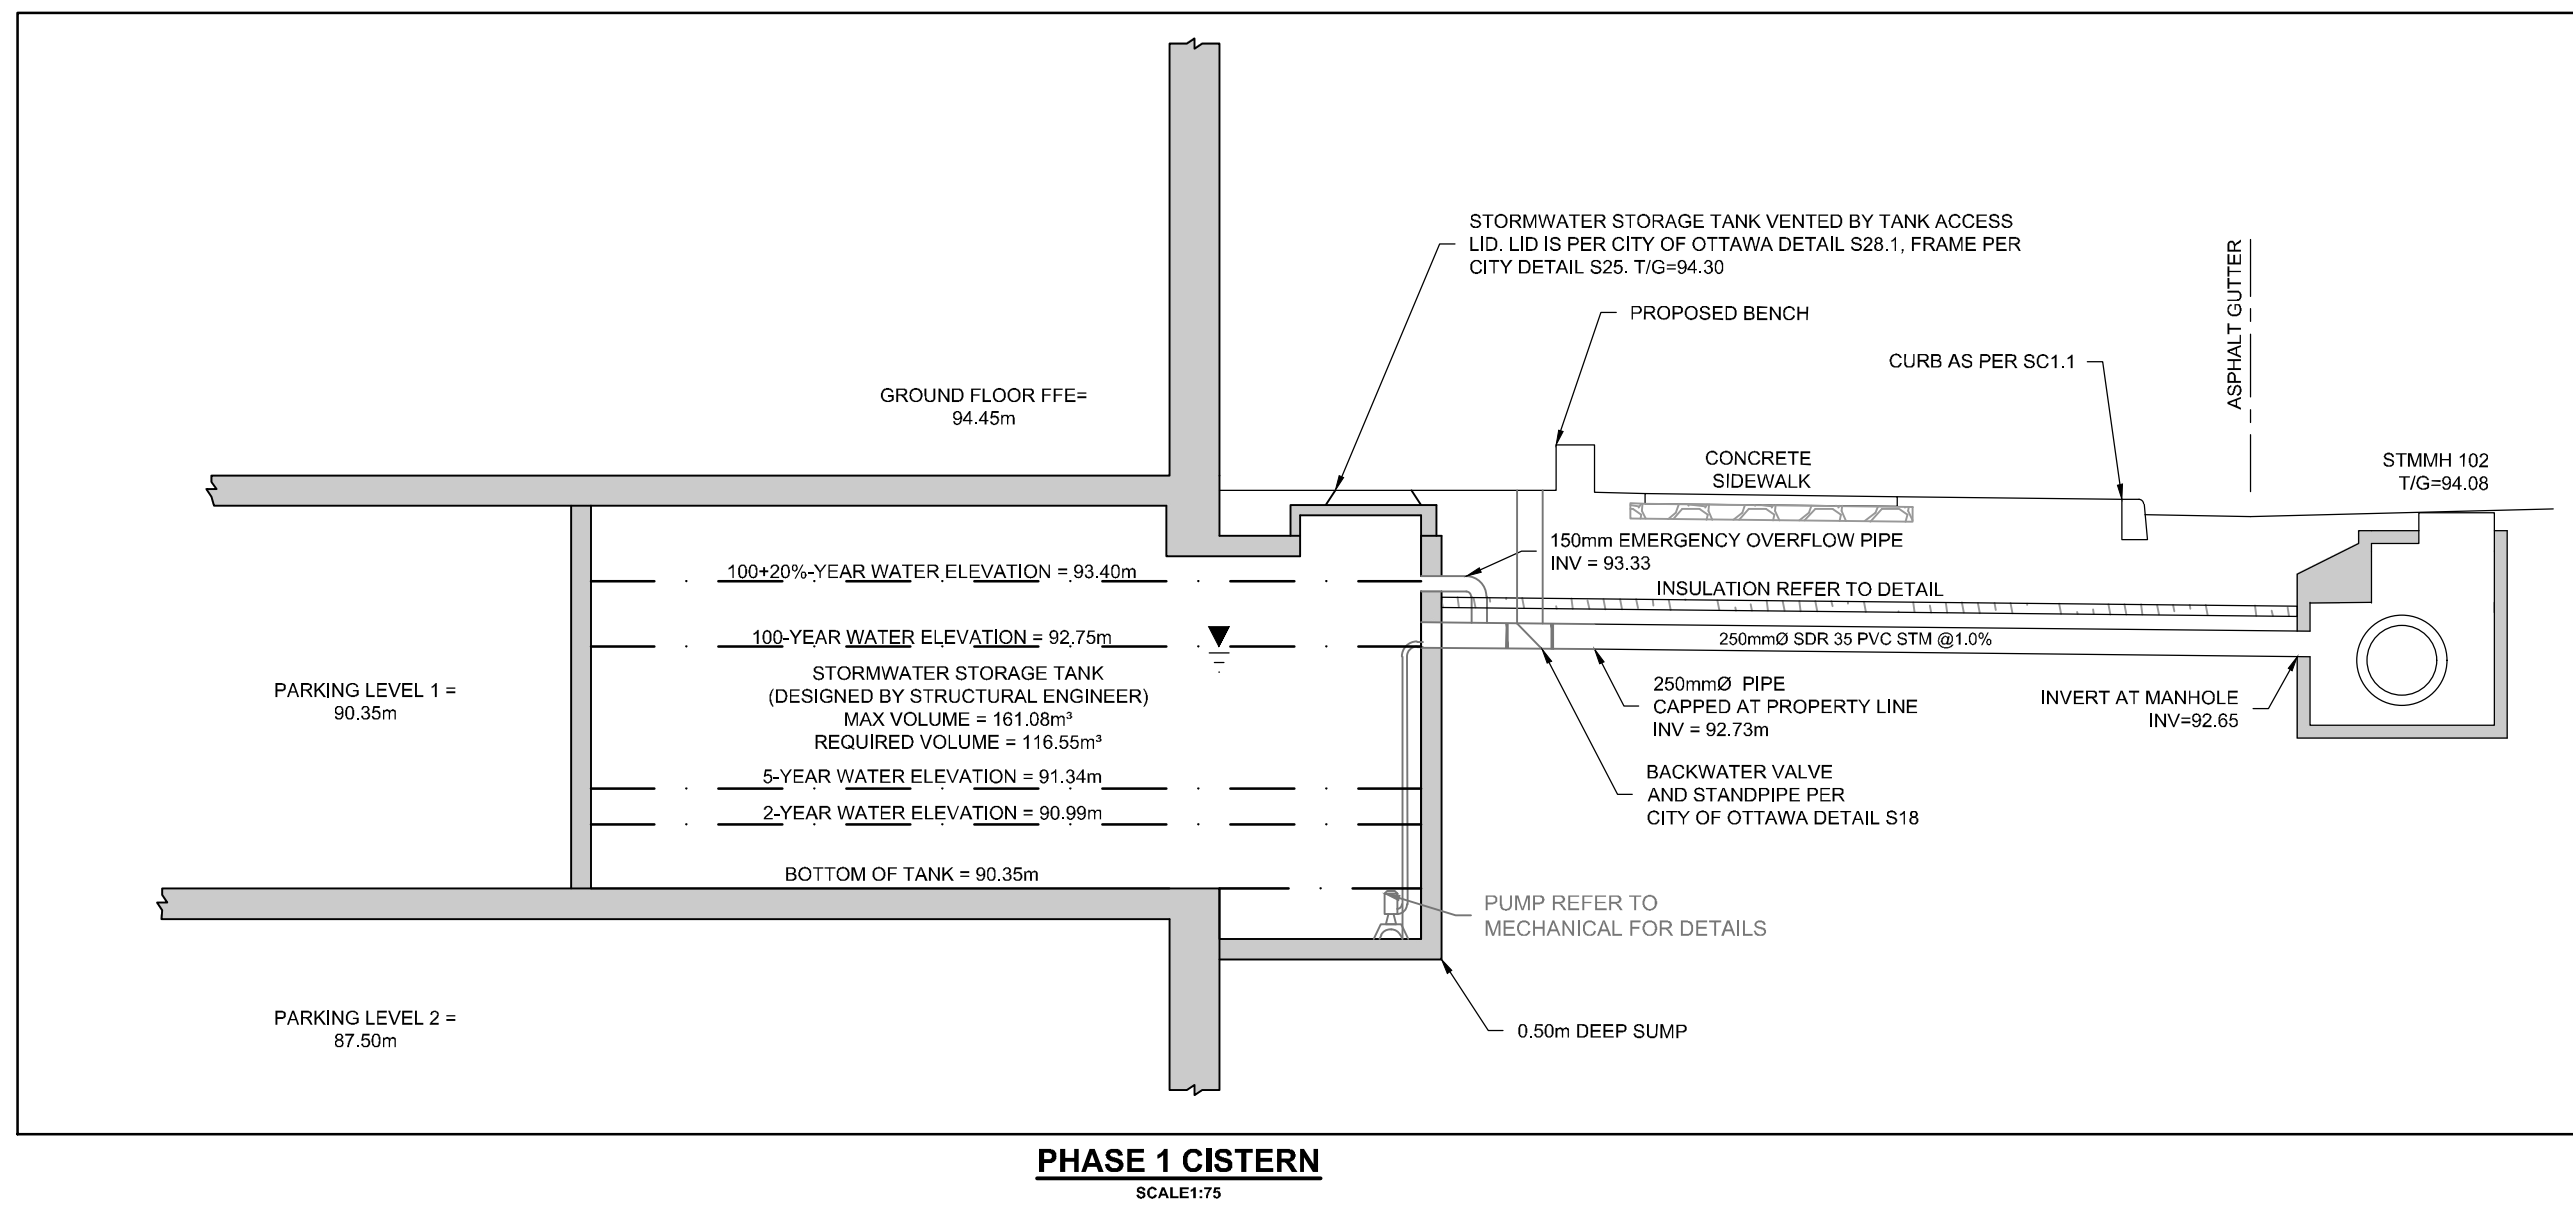 STORMWATER STORAGE TANK VENTED BY TANK ACCESS
LID. LID IS PER CITY OF OTTAWA DETAIL S28.1, FRAME PER
CITY DETAIL S25. T/G=94.30
PROPOSED BENCH
CURB AS PER SC1.1
ASPHALT GUTTER
GROUND FLOOR FFE=
94.45m
CONCRETE
SIDEWALK
STMMH 102
T/G=94.08
150mm EMERGENCY OVERFLOW PIPE
INV = 93.33
100+20%-YEAR WATER ELEVATION = 93.40m
INSULATION REFER TO DETAIL
100-YEAR WATER ELEVATION = 92.75m
250mmØ SDR 35 PVC STM @1.0%
STORMWATER STORAGE TANK
(DESIGNED BY STRUCTURAL ENGINEER)
MAX VOLUME = 161.08m³
REQUIRED VOLUME = 116.55m³
PARKING LEVEL 1 =
90.35m
250mmØ  PIPE
CAPPED AT PROPERTY LINE
INV = 92.73m
INVERT AT MANHOLE
INV=92.65
5-YEAR WATER ELEVATION = 91.34m
2-YEAR WATER ELEVATION = 90.99m
BACKWATER VALVE
AND STANDPIPE PER
CITY OF OTTAWA DETAIL S18
BOTTOM OF TANK = 90.35m
PUMP REFER TO
MECHANICAL FOR DETAILS
PARKING LEVEL 2 =
87.50m
0.50m DEEP SUMP
PHASE 1 CISTERN
SCALE1:75